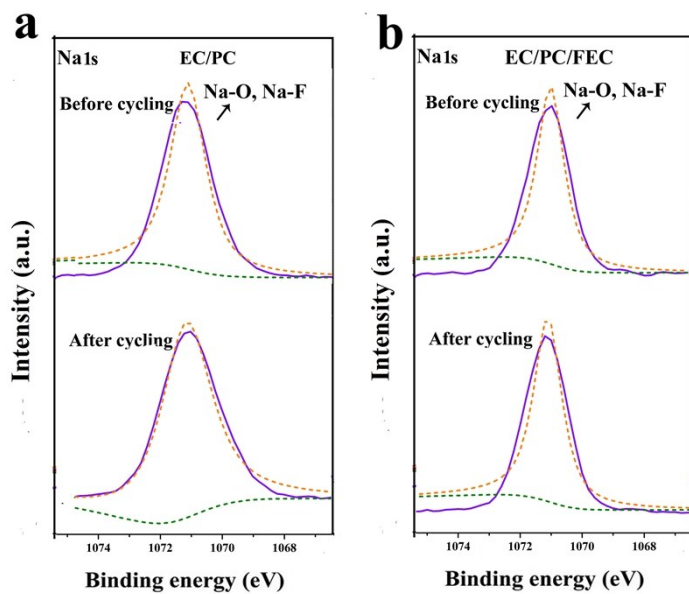 a
Na1s EC/PC
Before cycling
Na-O, Na-F
After cycling
Intensity (a.u.)
1074 1072 1070 1068
Binding energy (eV)
b
Na1s EC/PC/FEC
Before cycling
Na-O, Na-F
After cycling
Intensity (a.u.)
1074 1072 1070 1068
Binding energy (eV)